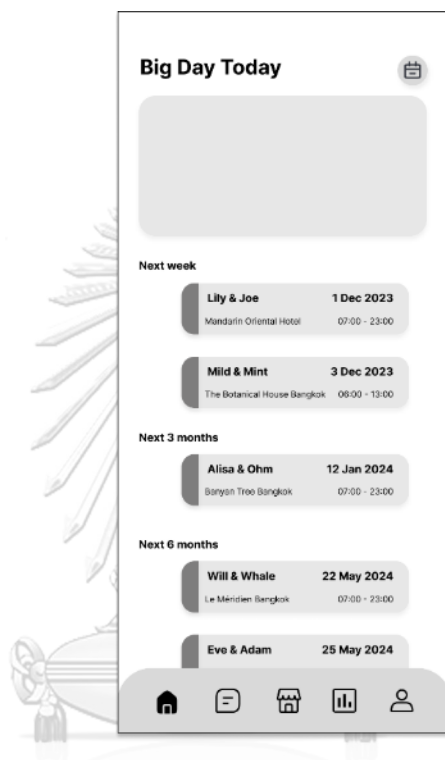 Big Day Today
Next week
Lily & Joe 1 Dec 2023
Mandarin Oriental Hotel 07:00 - 23:00
Mild & Mint 3 Dec 2023
The Botanical House Bangkok 06:00 - 13:00
Next 3 months
Alisa & Ohm 12 Jan 2024
Banyan Tree Bangkok 07:00 - 23:00
Next 6 months
Will & Whale 22 May 2024
Le Méridien Bangkok 07:00 - 23:00
Eve & Adam 25 May 2024